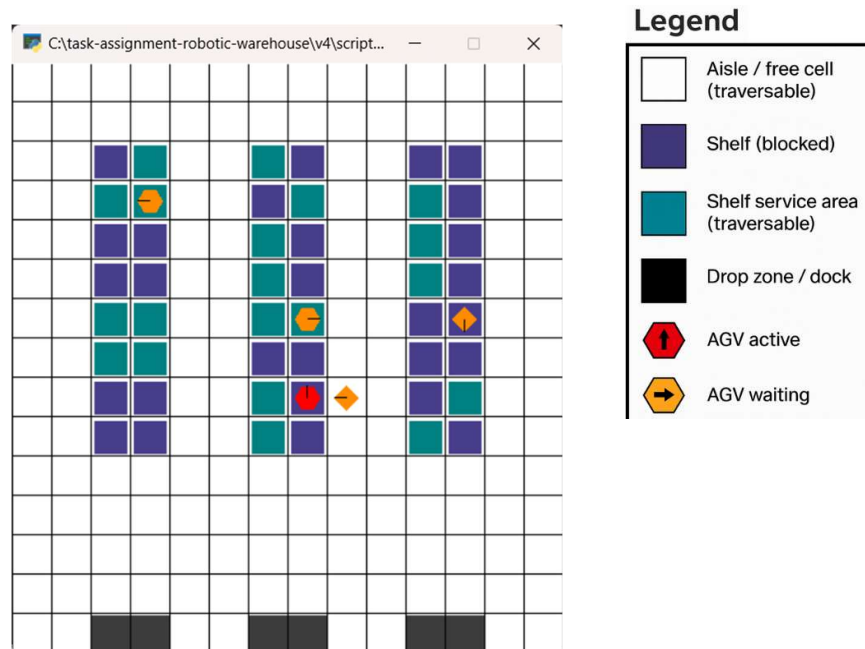 C:\task-assignment-robotic-warehouse\v4\script...
Legend
Aisle / free cell
(traversable)
Shelf (blocked)
Shelf service area
(traversable)
Drop zone / dock
AGV active
AGV waiting